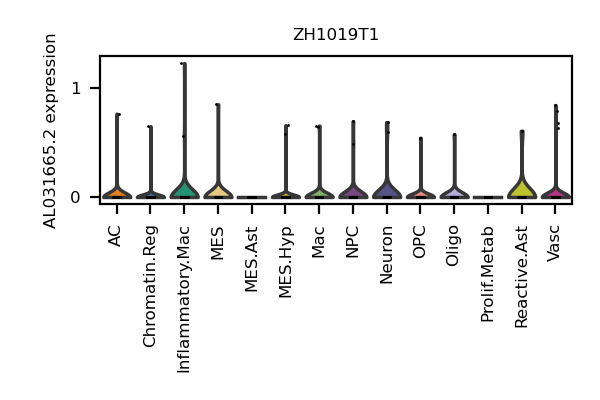 ZH1019T1
AL031665.2 expression
1
0
AC
Chromatin.Reg
Inflammatory.Mac
MES
MES.Ast
MES.Hyp
Mac
NPC
Neuron
OPC
Oligo
Prolif.Metab
Reactive.Ast
Vasc